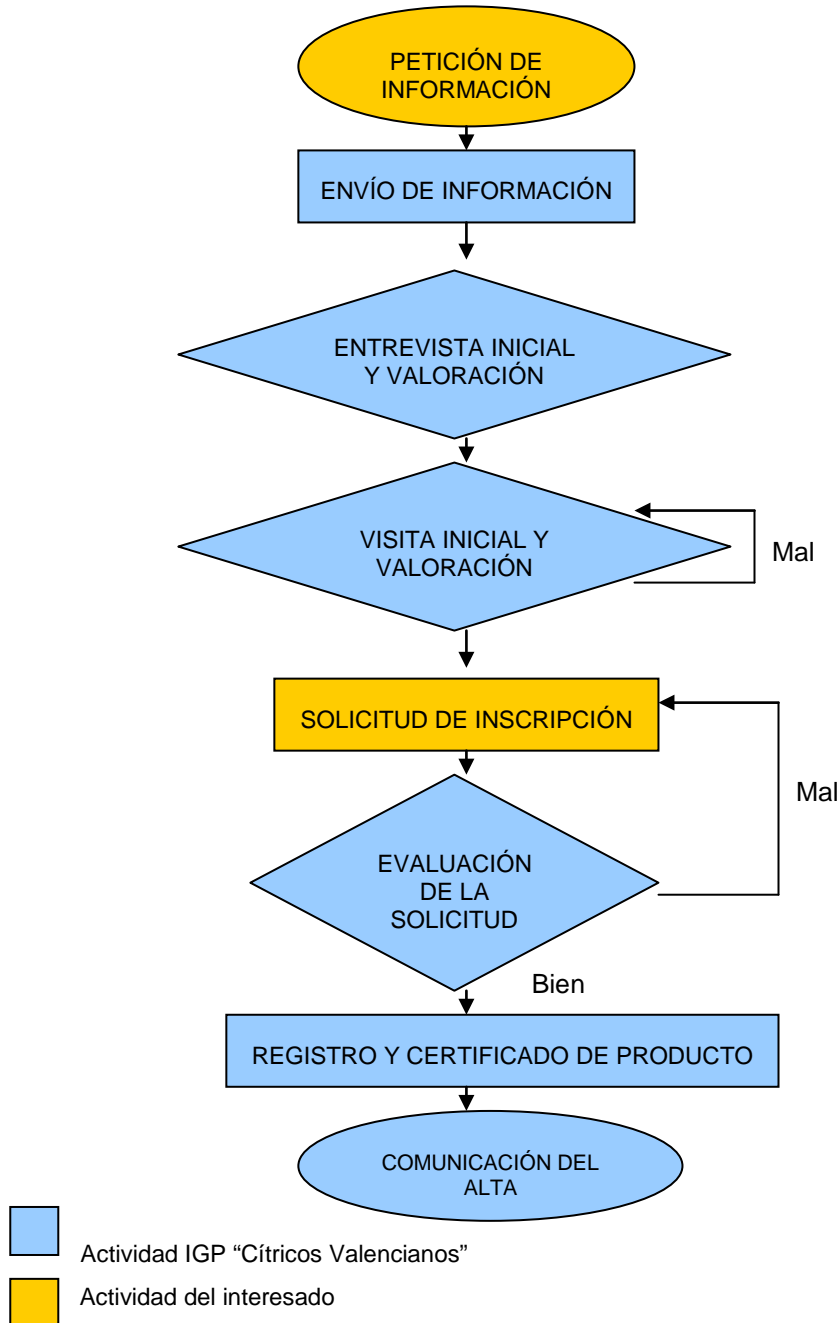 PETICIÓN DE
INFORMACIÓN
ENVÍO DE INFORMACIÓN
ENTREVISTA INICIAL
Y VALORACIÓN
VISITA INICIAL Y
VALORACIÓN
Mal
SOLICITUD DE INSCRIPCIÓN
Mal
EVALUACIÓN
DE LA
SOLICITUD
Bien
REGISTRO Y CERTIFICADO DE PRODUCTO
COMUNICACIÓN DEL
ALTA
Actividad IGP “Cítricos Valencianos”
Actividad del interesado